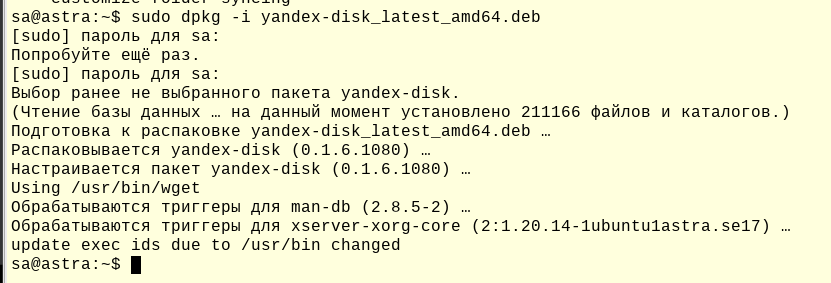 customize folder syncing
sa@astra:~$ sudo dpkg -i yandex-disk_latest_amd64.deb
[sudo] пароль для sa:
Попробуйте ещё раз.
[sudo] пароль для sa:
Выбор ранее не выбранного пакета yandex-disk.
(Чтение базы данных … на данный момент установлено 211166 файлов и каталогов.)
Подготовка к распаковке yandex-disk_latest_amd64.deb …
Распаковывается yandex-disk (0.1.6.1080) …
Настраивается пакет yandex-disk (0.1.6.1080) …
Using /usr/bin/wget
Обрабатываются триггеры для man-db (2.8.5-2) …
Обрабатываются триггеры для xserver-xorg-core (2:1.20.14-1ubuntu1astra.se17) …
update exec ids due to /usr/bin changed
sa@astra:~$